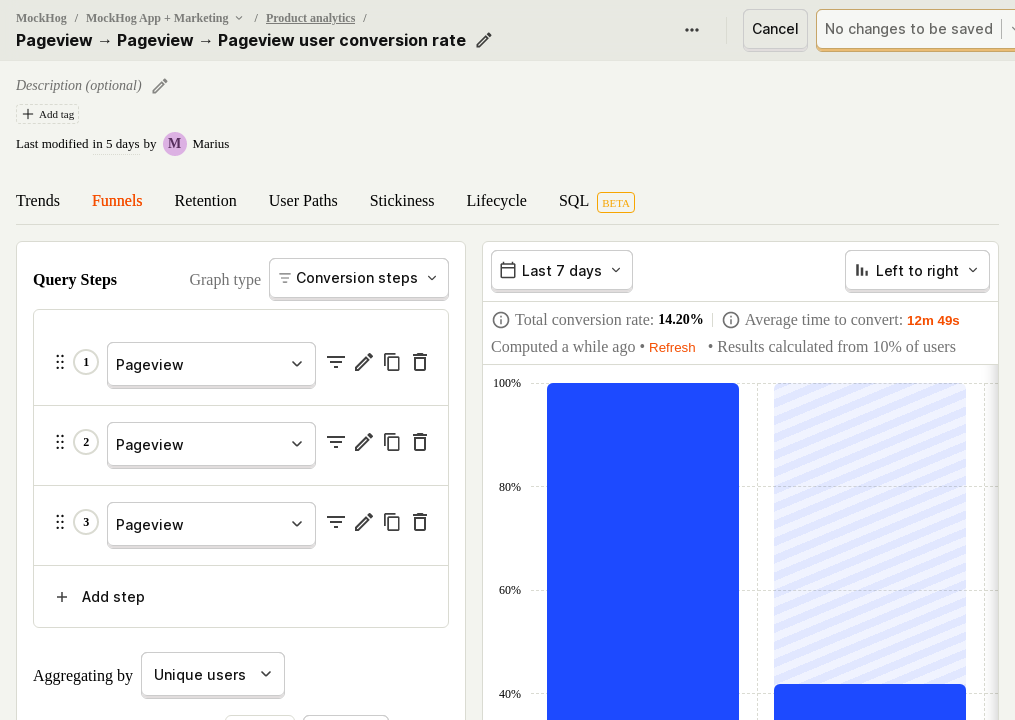 MockHog / MockHog App + Marketing / Product analytics /
Pageview → Pageview → Pageview user conversion rate
Cancel
No changes to be saved
Description (optional)
Add tag
Last modified in 5 days by M Marius
Trends Funnels Retention User Paths Stickiness Lifecycle SQL BETA
Query Steps Graph type Conversion steps
1 Pageview
2 Pageview
3 Pageview
Add step
Aggregating by Unique users
Last 7 days Left to right
Total conversion rate: 14.20% Average time to convert: 12m 49s
Computed a while ago • Refresh • Results calculated from 10% of users
100%
80%
60%
40%